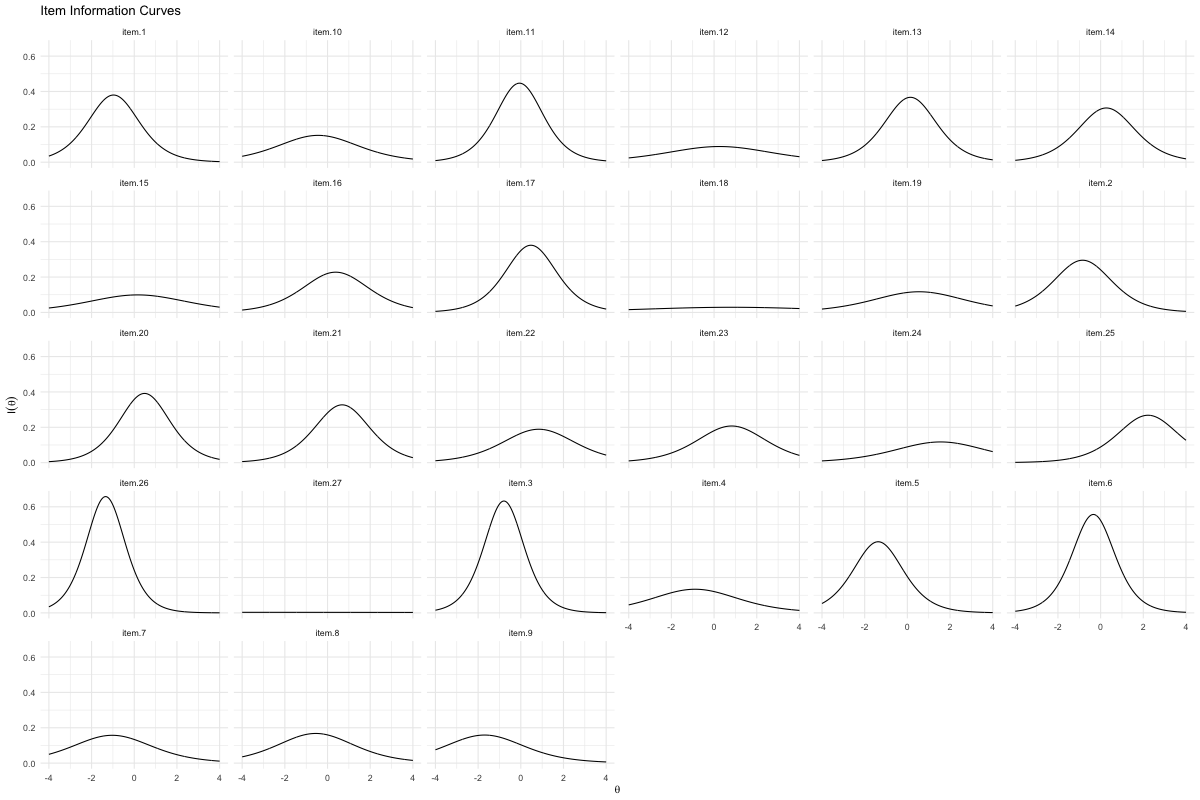 Item Information Curves
item.1 item.10 item.11 item.12 item.13 item.14
0.6
0.4
0.2
0.0
item.15 item.16 item.17 item.18 item.19 item.2
0.6
0.4
0.2
0.0
item.20 item.21 item.22 item.23 item.24 item.25
0.6
0.4
0.2
0.0
I(θ)
item.26 item.27 item.3 item.4 item.5 item.6
0.6
0.4
0.2
0.0
-4 -2 0 2 4 -4 -2 0 2 4 -4 -2 0 2 4
item.7 item.8 item.9
0.6
0.4
0.2
0.0
-4 -2 0 2 4 -4 -2 0 2 4 -4 -2 0 2 4
θ